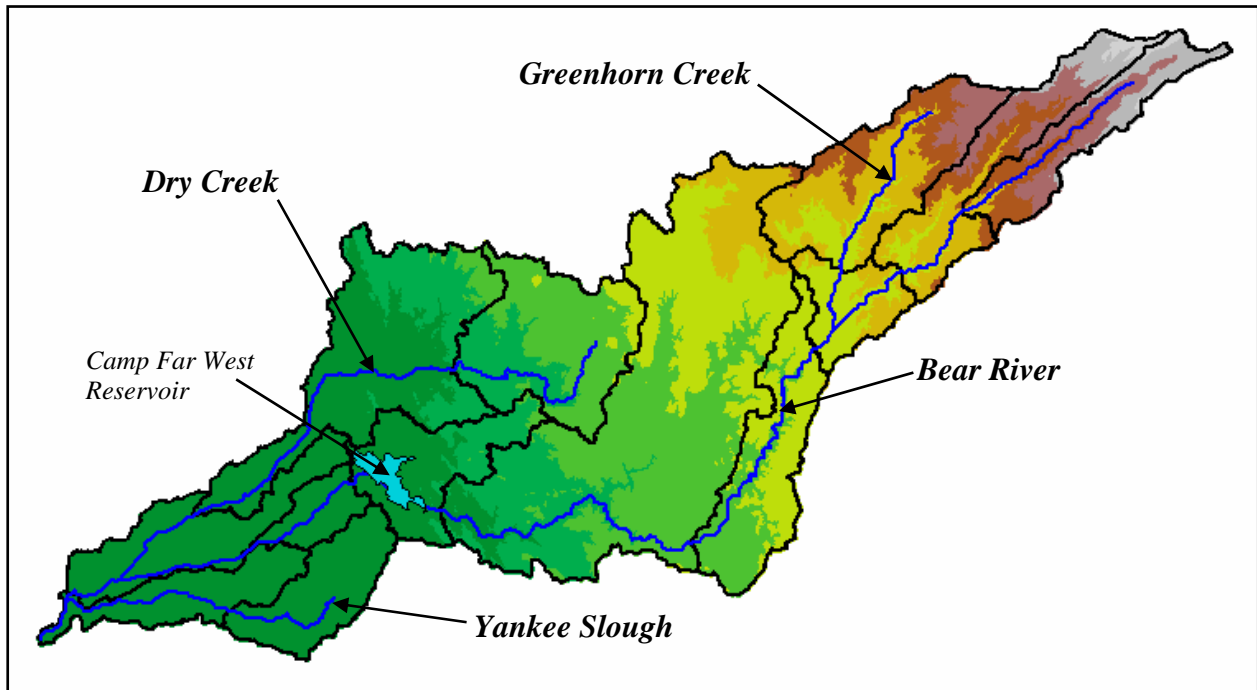 Greenhorn Creek
Dry Creek
Camp Far West
Reservoir
Bear River
Yankee Slough